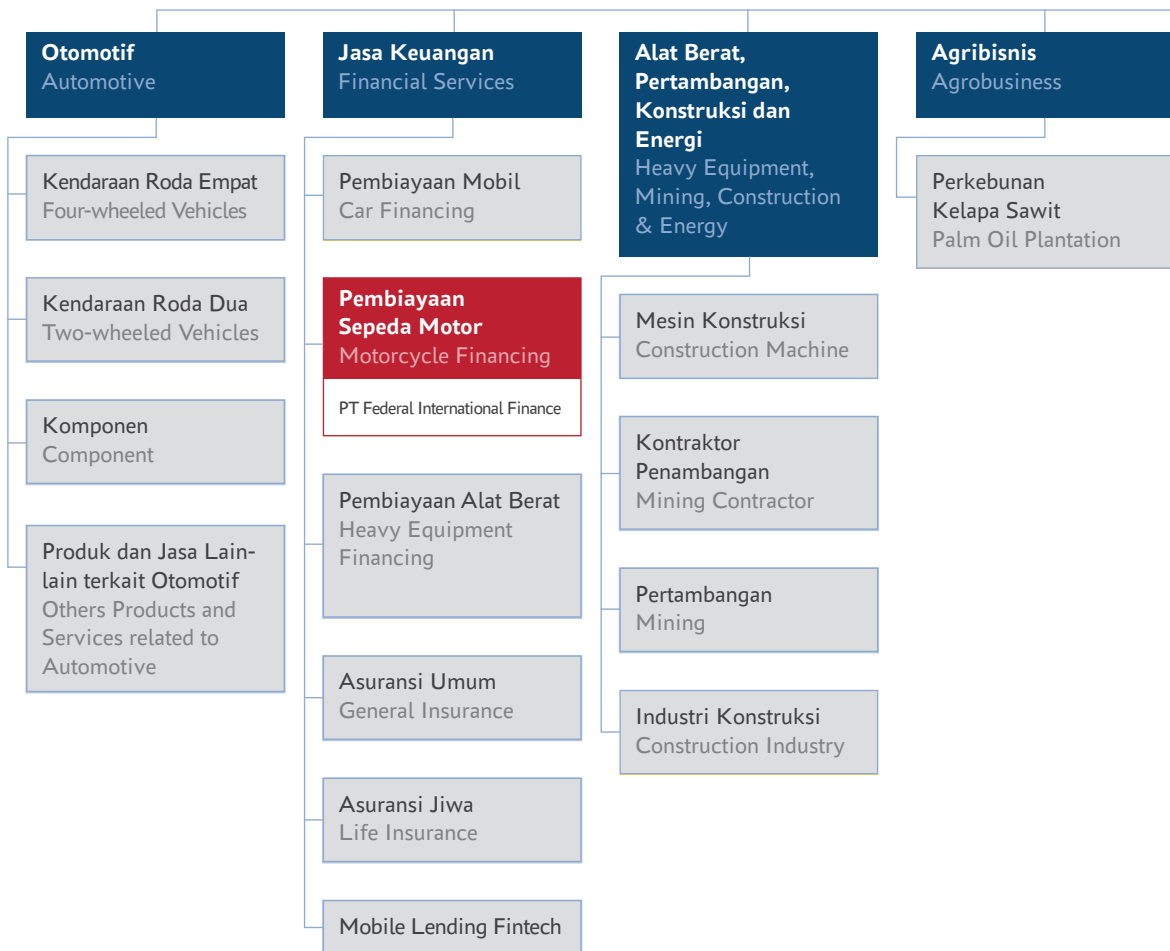 Otomotif
Automotive
Kendaraan Roda Empat
Four-wheeled Vehicles
Kendaraan Roda Dua
Two-wheeled Vehicles
Komponen
Component
Produk dan Jasa Lain-
lain terkait Otomotif
Others Products and
Services related to
Automotive
Jasa Keuangan
Financial Services
Pembiayaan Mobil
Car Financing
Pembiayaan
Sepeda Motor
Motorcycle Financing
PT Federal International Finance
Pembiayaan Alat Berat
Heavy Equipment
Financing
Asuransi Umum
General Insurance
Asuransi Jiwa
Life Insurance
Mobile Lending Fintech
Alat Berat,
Pertambangan,
Konstruksi dan
Energi
Heavy Equipment,
Mining, Construction
& Energy
Mesin Konstruksi
Construction Machine
Kontraktor
Penambangan
Mining Contractor
Pertambangan
Mining
Industri Konstruksi
Construction Industry
Agribisnis
Agrobusiness
Perkebunan
Kelapa Sawit
Palm Oil Plantation